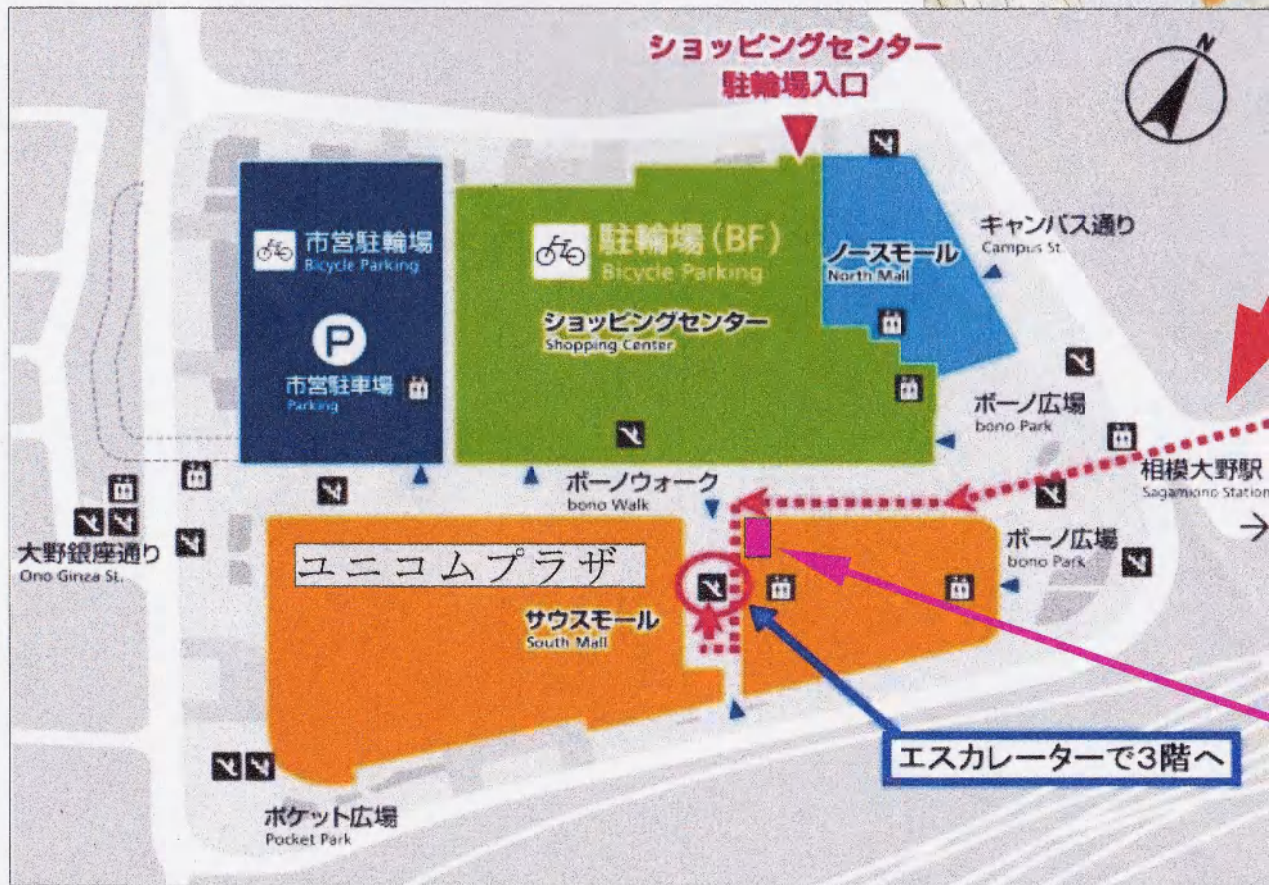 ショッピングセンター
駐輪場入口
N
市営駐輪場
Bicycle Parking
P
市営駐車場
Parking
駐輪場(BF)
Bicycle Parking
ショッピングセンター
Shopping Center
ノースモール
North Mall
キャンパス通り
Campus St.
ボーノ広場
bono Park
相模大野駅
Sagamiono Station
ボーノウォーク
bono Walk
大野銀座通り
Ono Ginza St.
ユニコムプラザ
サウスモール
South Mall
ボーノ広場
bono Park
エスカレーターで3階へ
ポケット広場
Pocket Park